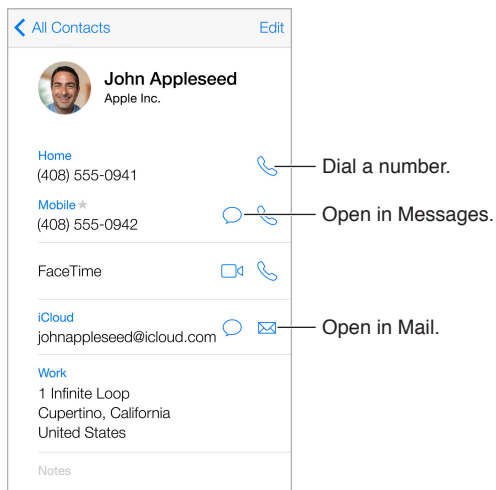 All Contacts Edit
John Appleseed
Apple Inc.
Home
(408) 555-0941
Dial a number.
Mobile
(408) 555-0942
Open in Messages.
FaceTime
iCloud
johnappleseed@icloud.com
Open in Mail.
Work
1 Infinite Loop
Cupertino, California
United States
Notes